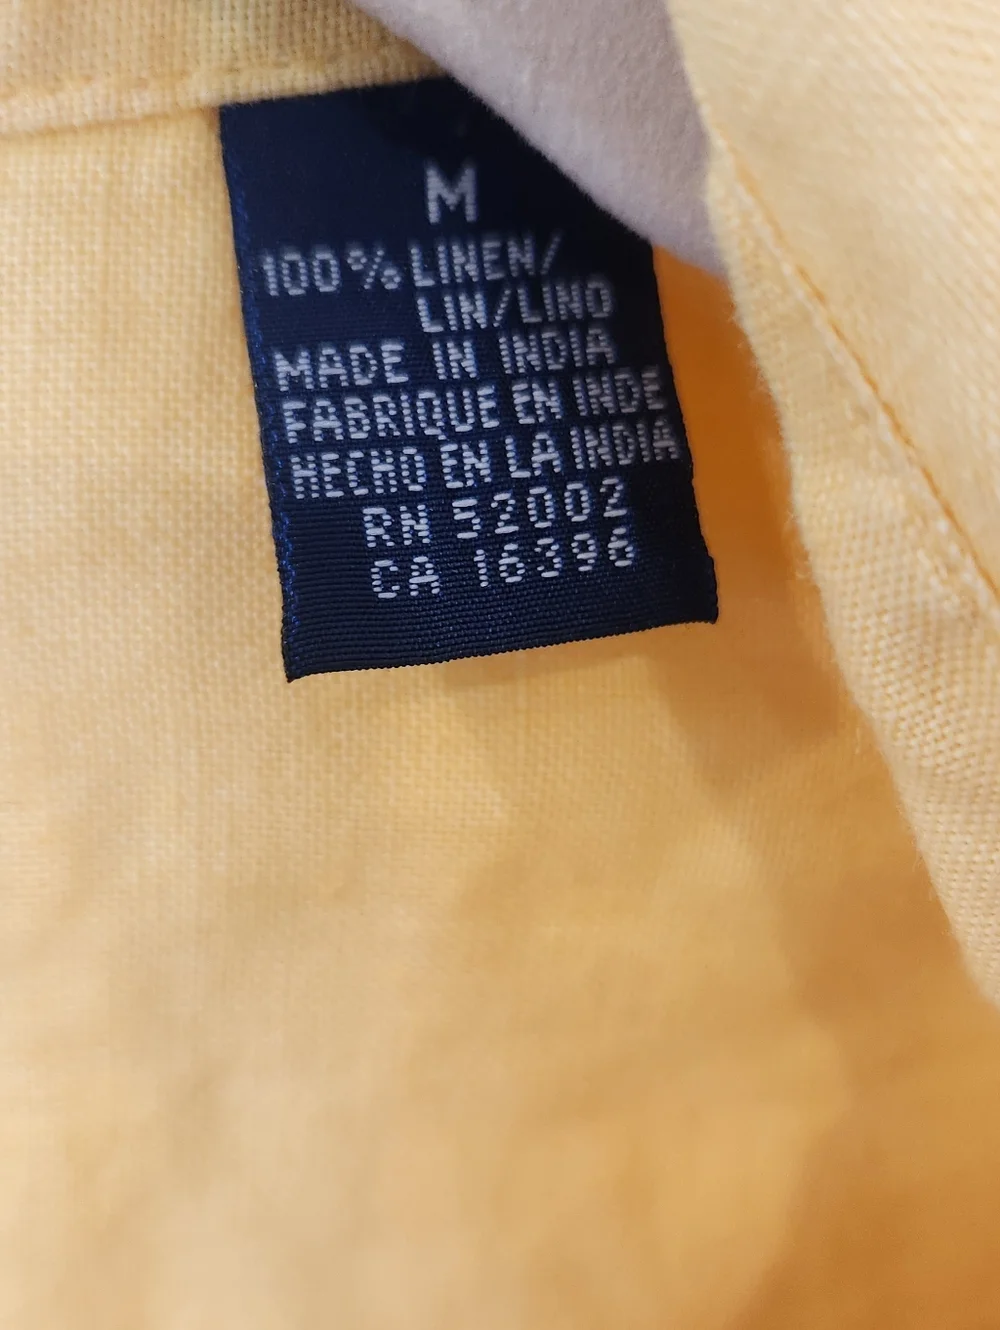 M
100% LINEN/
LIN/LINO
MADE IN INDIA
FABRIQUE EN INDE
HECHO EN LA INDIA
RN 52002
CA 16396